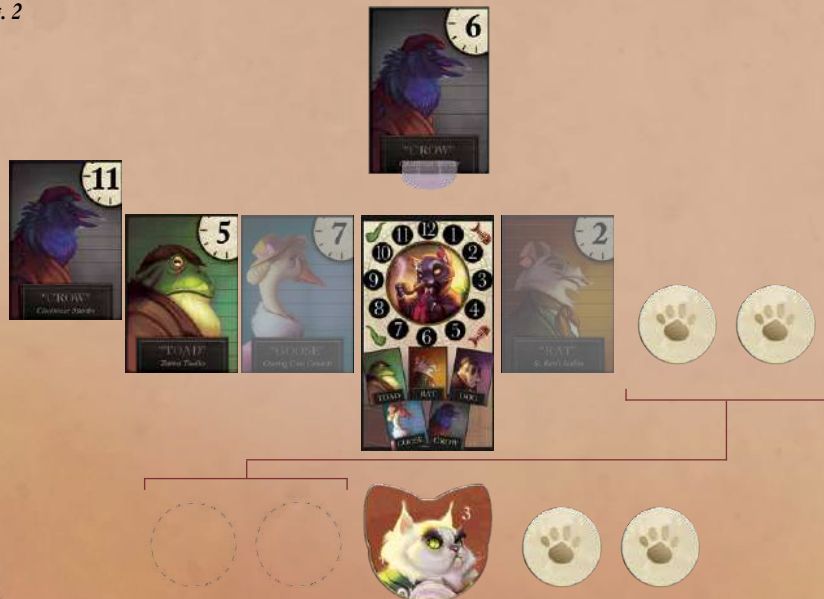 . 2
6
"CROW"
11
"CROW"
5
"TOAD"
7
"GOOSE"
2
"RAT"
11 12 1
10 2
9 3
8 4
7 6 5
TOAD RAT DOG
GOOSE CROW
3